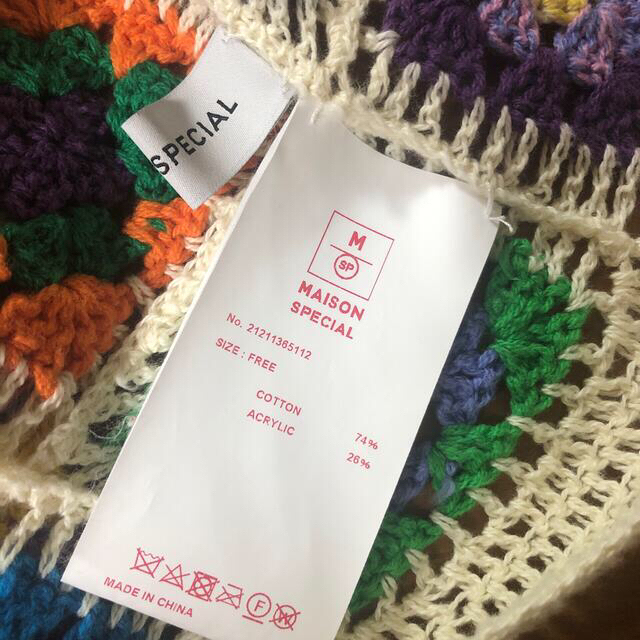 SPECIAL
M
SP
MAISON
SPECIAL
No. 21211365112
SIZE : FREE
COTTON 74%
ACRYLIC 26%
F
MADE IN CHINA